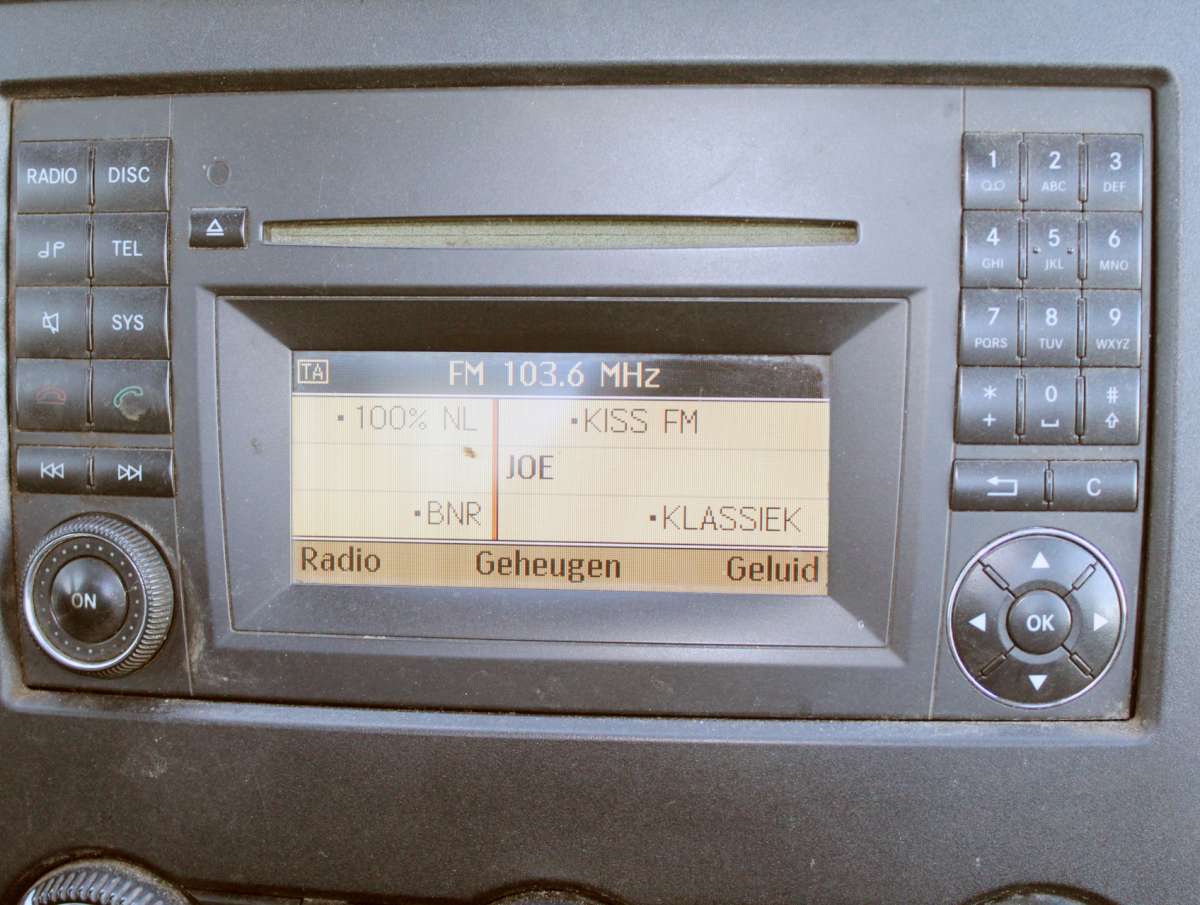 RADIO DISC
TEL
SYS
ON
TA FM 103.6 MHz
100% NL KISS FM
JOE
BNR KLASSIEK
Radio Geheugen Geluid
1 2 3
ABC DEF
4 5 6
GHI JKL MNO
7 8 9
PQRS TUV WXYZ
* 0 #
+
C
OK